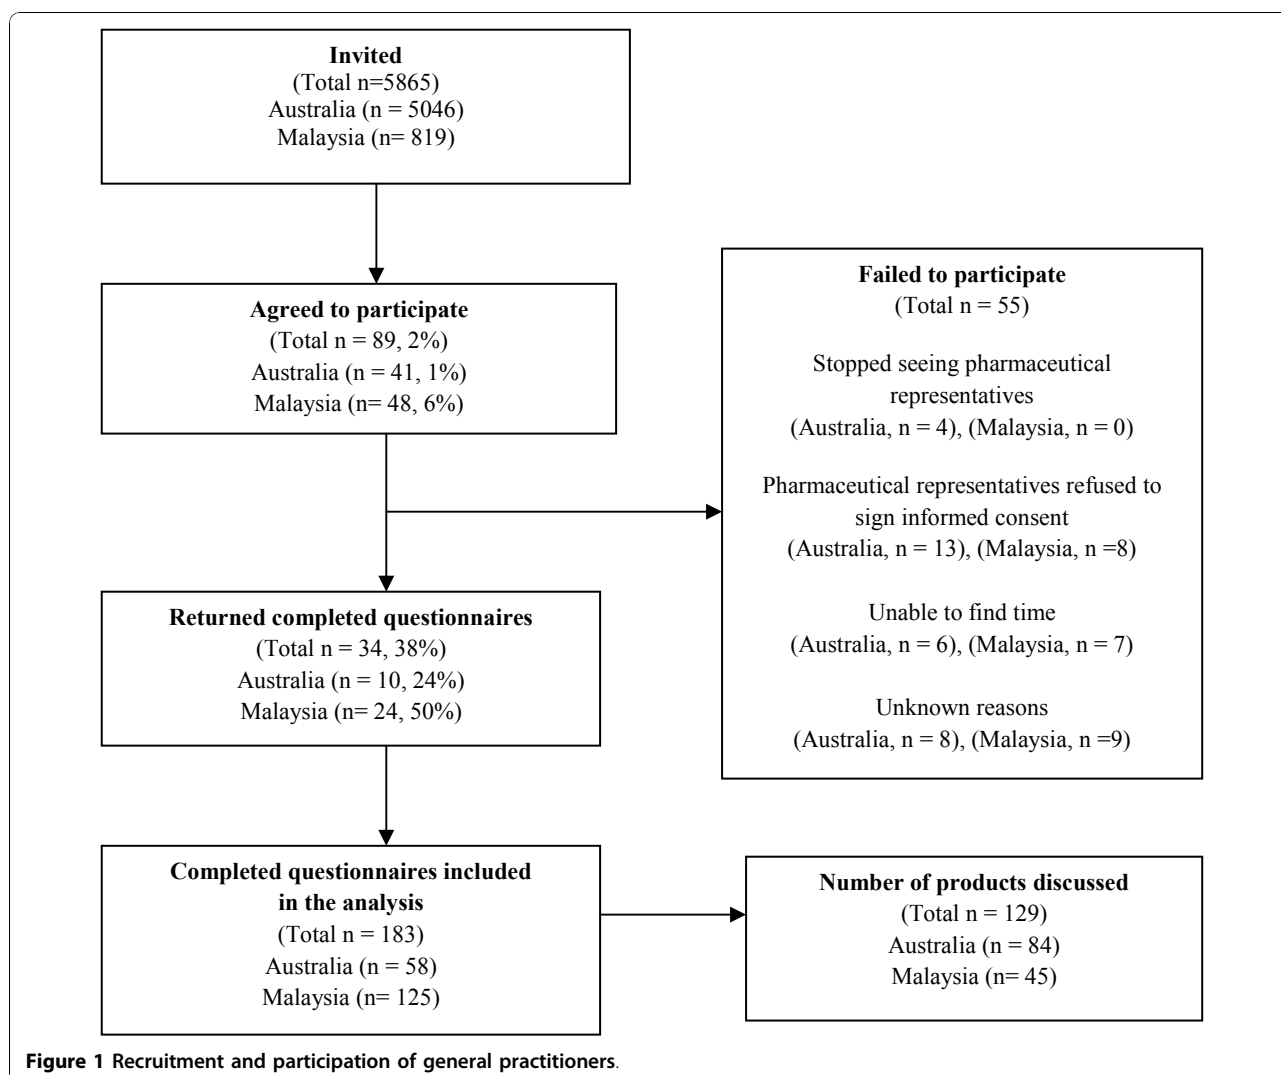 Invited
(Total n=5865)
Australia (n = 5046)
Malaysia (n= 819)
Agreed to participate
(Total n = 89, 2%)
Australia (n = 41, 1%)
Malaysia (n= 48, 6%)
Failed to participate
(Total n = 55)
Stopped seeing pharmaceutical
representatives
(Australia, n = 4), (Malaysia, n = 0)
Pharmaceutical representatives refused to
sign informed consent
(Australia, n = 13), (Malaysia, n =8)
Unable to find time
(Australia, n = 6), (Malaysia, n = 7)
Unknown reasons
(Australia, n = 8), (Malaysia, n =9)
Returned completed questionnaires
(Total n = 34, 38%)
Australia (n = 10, 24%)
Malaysia (n= 24, 50%)
Completed questionnaires included
in the analysis
(Total n = 183)
Australia (n = 58)
Malaysia (n= 125)
Number of products discussed
(Total n = 129)
Australia (n = 84)
Malaysia (n= 45)
Figure 1 Recruitment and participation of general practitioners.